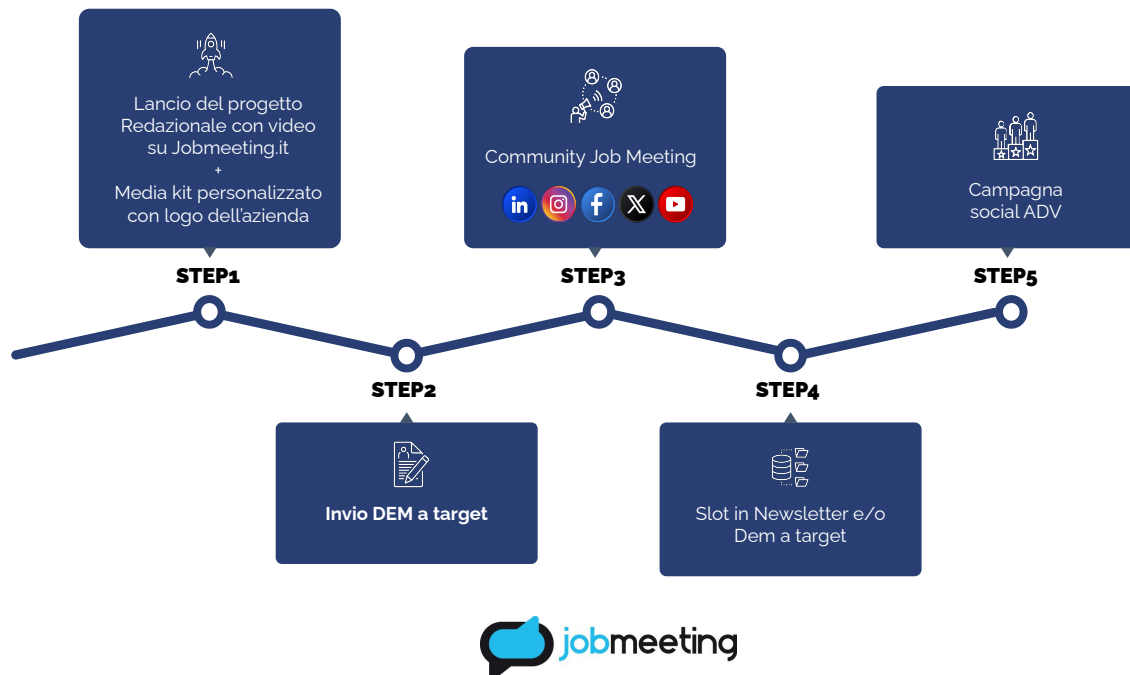 Lancio del progetto
Redazionale con video
su Jobmeeting.it
+
Media kit personalizzato
con logo dell'azienda
STEP1
Community Job Meeting
in
f
X
STEP3
Campagna
social ADV
STEP5
STEP2
Invio DEM a target
STEP4
Slot in Newsletter e/o
Dem a target
jobmeeting